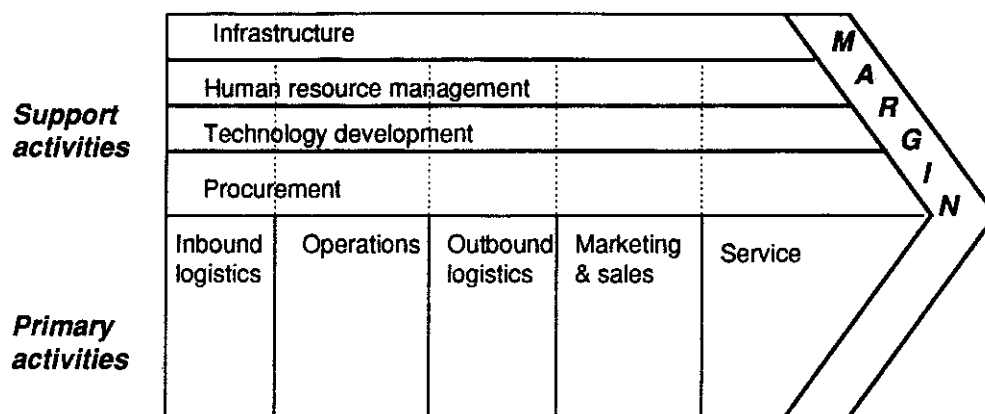 Infrastructure
Human resource management
Support
activities
Technology development
Procurement
MARGIN
Inbound
logistics
Operations
Outbound
logistics
Marketing
& sales
Service
Primary
activities